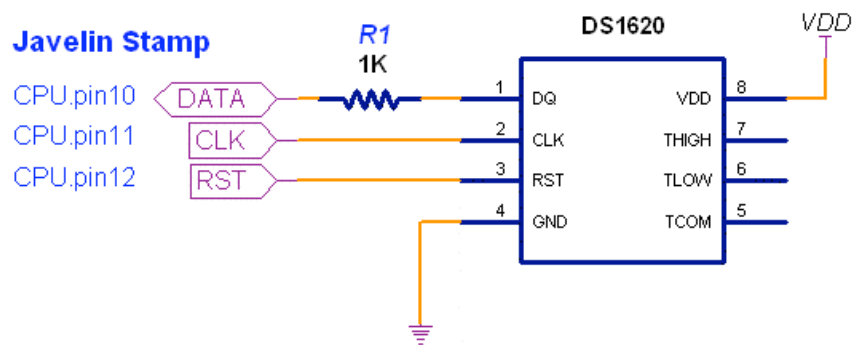 Javelin Stamp
R1
1K
DS1620
VDD
CPU.pin10 DATA 1 DQ VDD 8
CPU.pin11 CLK 2 CLK THIGH 7
CPU.pin12 RST 3 RST TLOW 6
4 GND TCOM 5